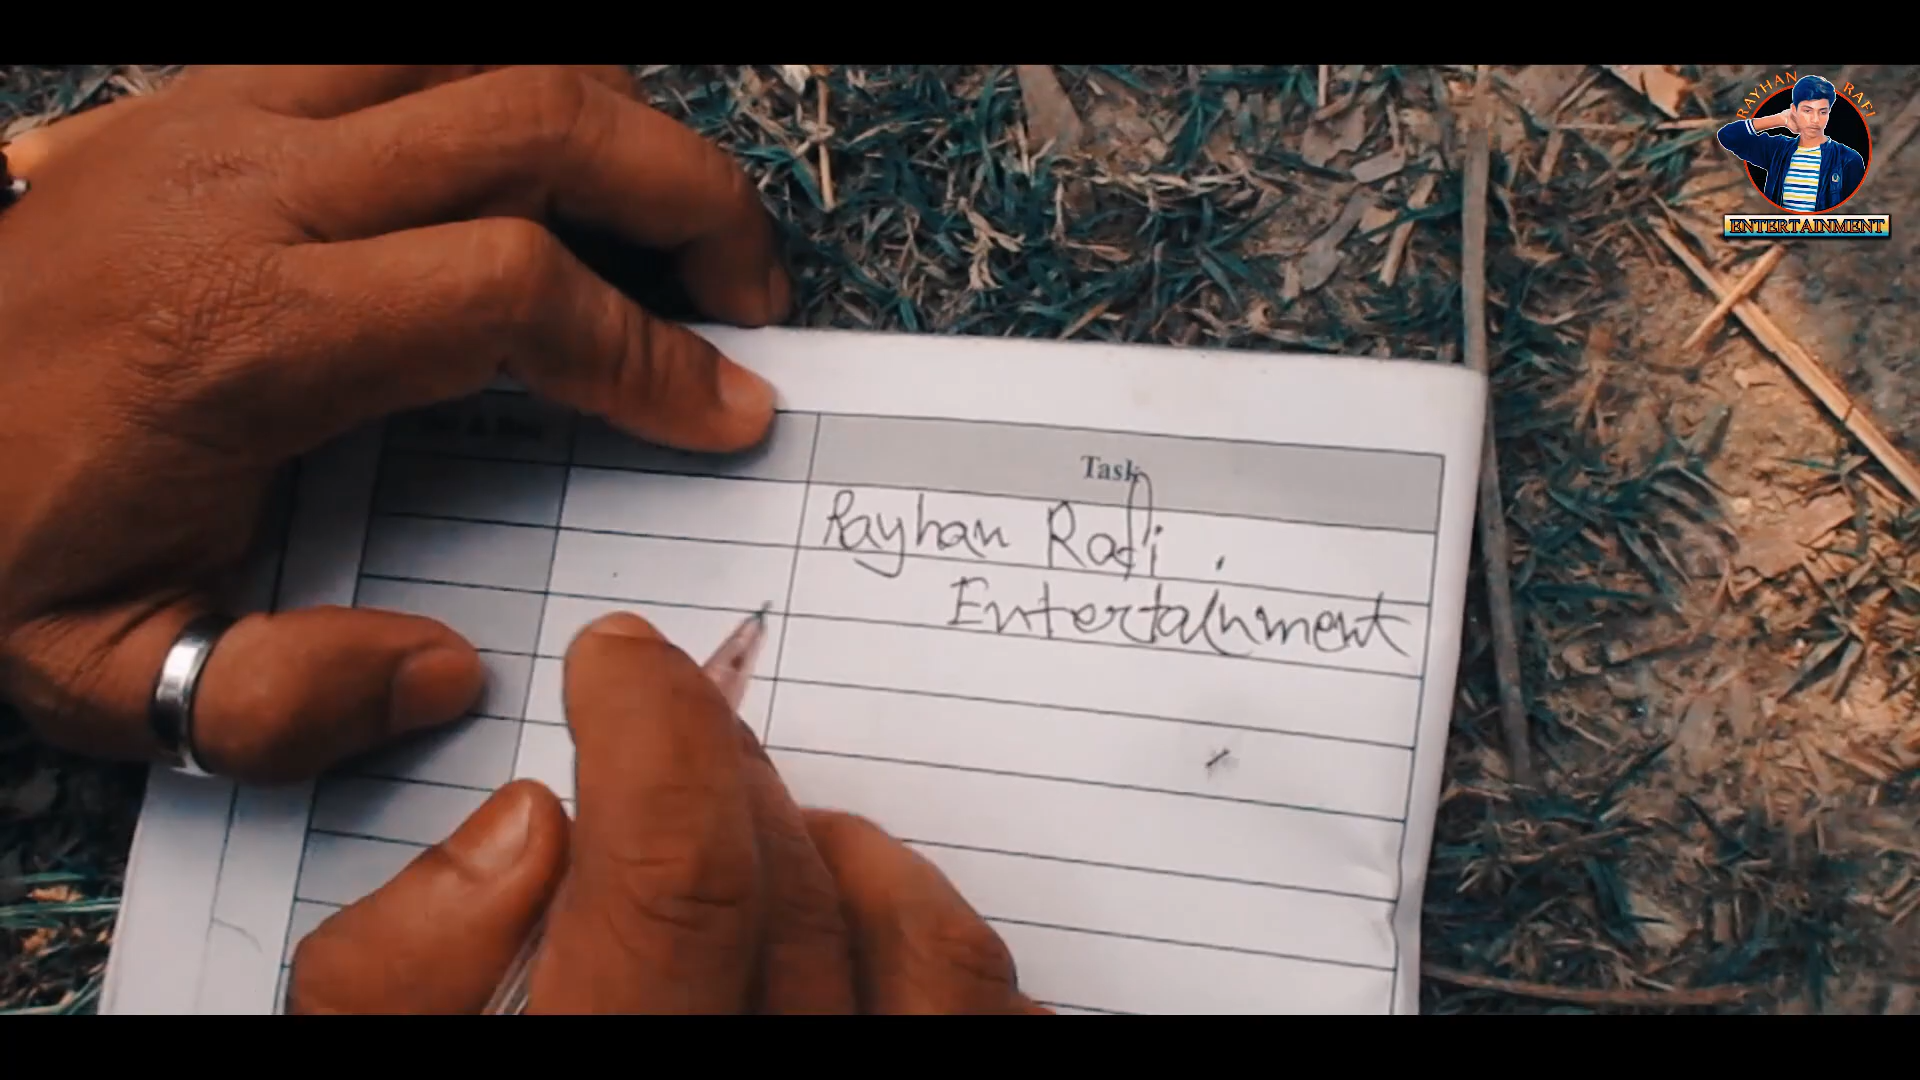 RAYHAN RAFI
ENTERTAINMENT
Task
Rayhan Rafi.
Entertainment